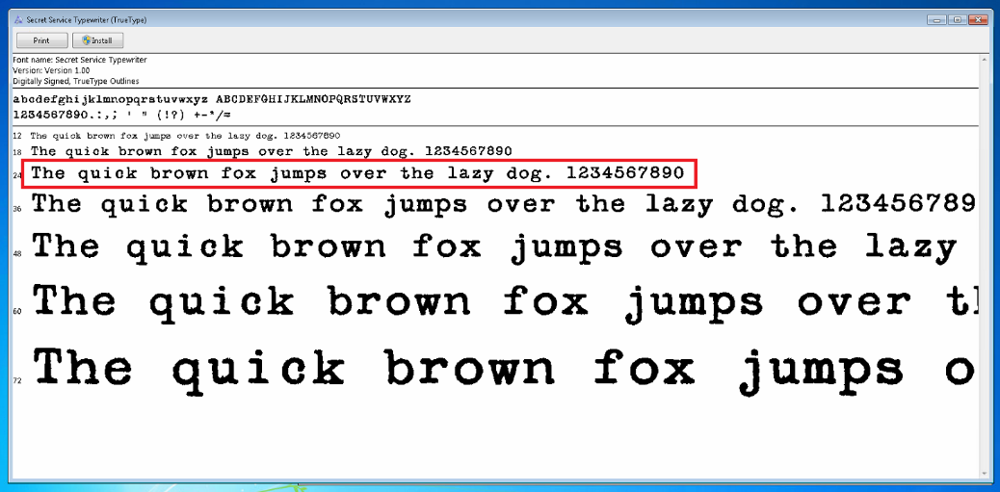 Secret Service Typewriter (TrueType)
Print Install
Font name: Secret Service Typewriter
Version: Version 1.00
Digitally Signed, TrueType Outlines
abcdefghijklmnopqrstuvwxyz ABCDEFGHIJKLMNOPQRSTUVWXYZ
1234567890.:,; ' " (!?) +-*/=
12 The quick brown fox jumps over the lazy dog. 1234567890
18 The quick brown fox jumps over the lazy dog. 1234567890
24 The quick brown fox jumps over the lazy dog. 1234567890
36 The quick brown fox jumps over the lazy dog. 123456789
48 The quick brown fox jumps over the lazy
60 The quick brown fox jumps over t
72 The quick brown fox jumps o